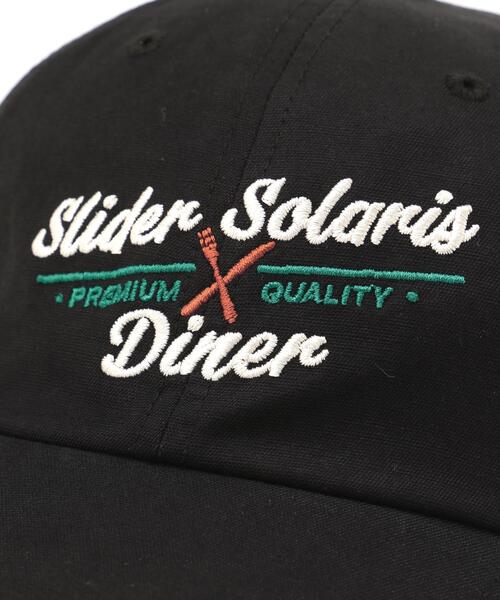 Slider Solaris
• PREMIUM QUALITY •
Diner